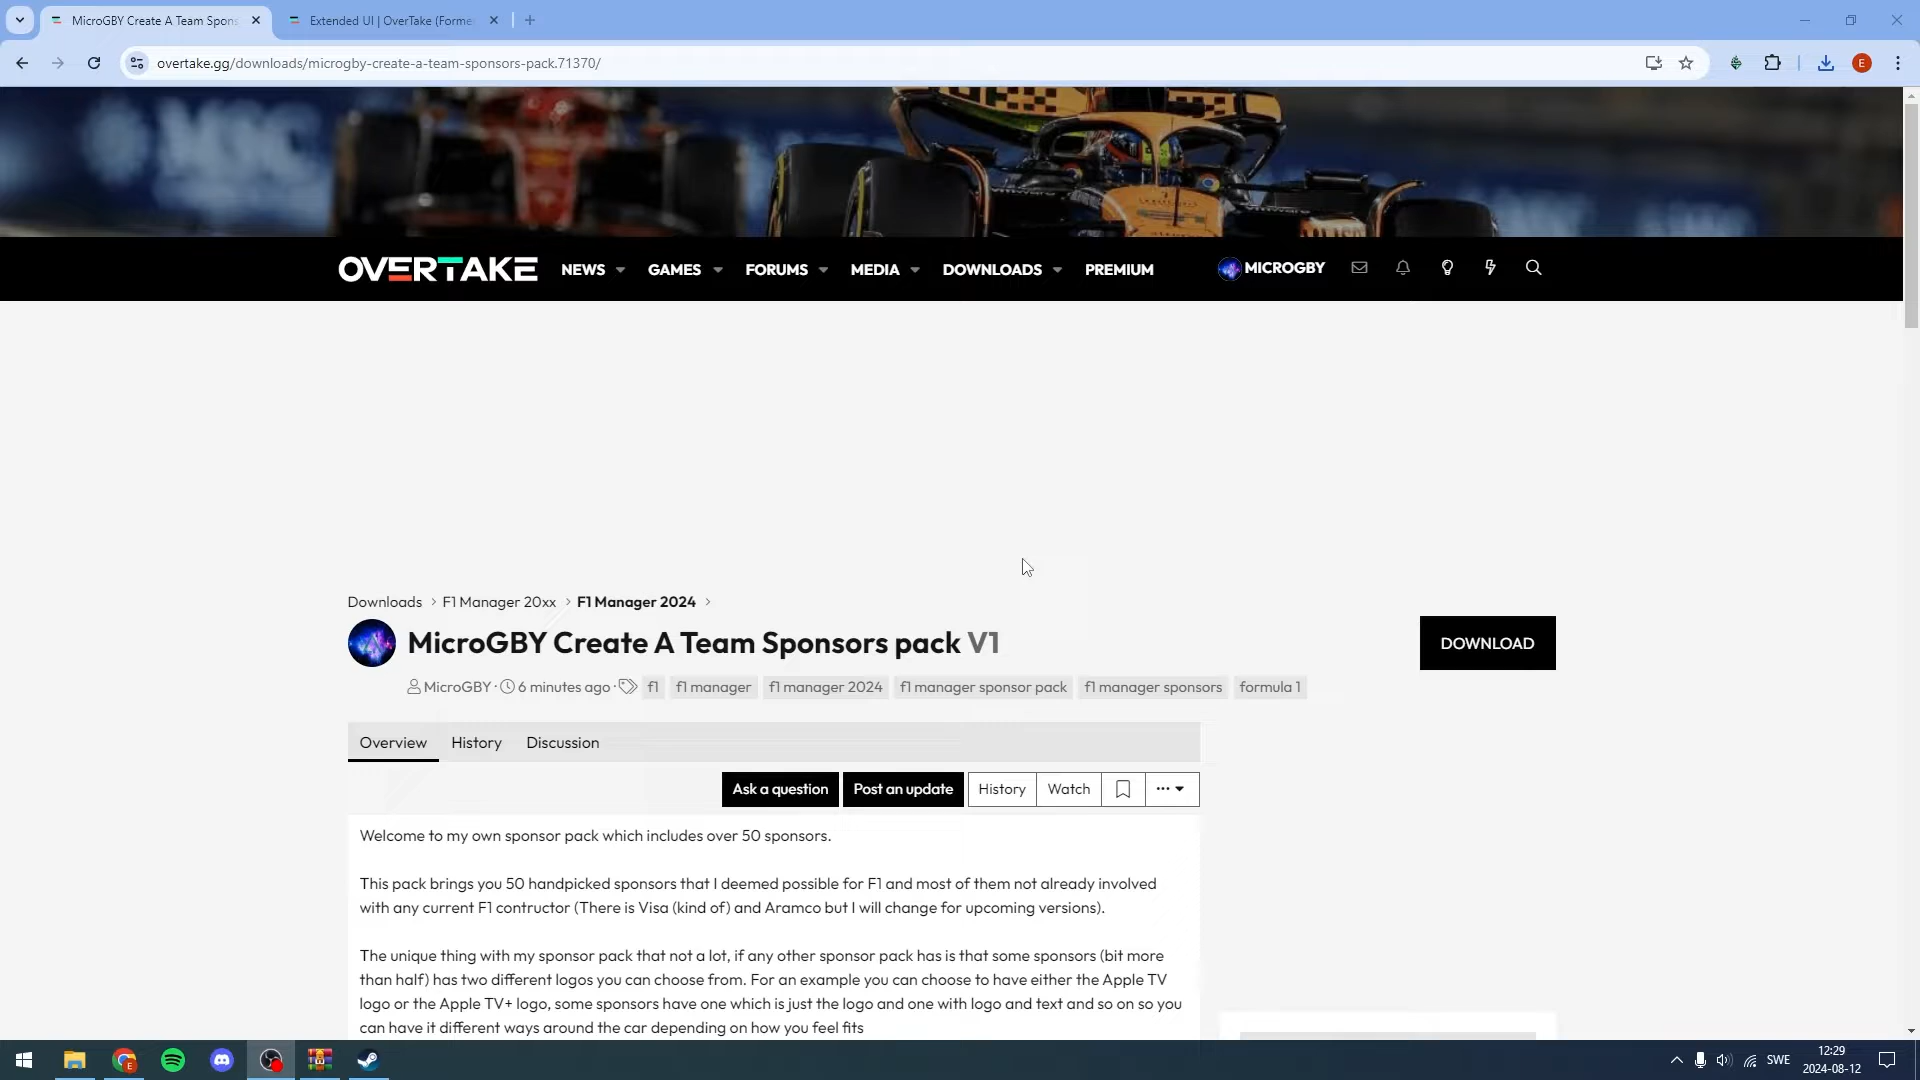 MicroGBY Create A Team Spons
Extended UI | OverTake (Forme
overtake.gg/downloads/microgby-create-a-team-sponsors-pack.71370/
E
OVERTAKE
NEWS
GAMES
FORUMS
MEDIA
DOWNLOADS
PREMIUM
MICROGBY
Downloads
F1 Manager 20xx
F1 Manager 2024
MicroGBY Create A Team Sponsors pack V1
DOWNLOAD
MicroGBY · 6 minutes ago · f1 f1 manager f1 manager 2024 f1 manager sponsor pack f1 manager sponsors formula 1
Overview
History
Discussion
Ask a question
Post an update
History
Watch
Welcome to my own sponsor pack which includes over 50 sponsors.
This pack brings you 50 handpicked sponsors that I deemed possible for F1 and most of them not already involved
with any current F1 contructor (There is Visa (kind of) and Aramco but I will change for upcoming versions).
The unique thing with my sponsor pack that not a lot, if any other sponsor pack has is that some sponsors (bit more
than half) has two different logos you can choose from. For an example you can choose to have either the Apple TV
logo or the Apple TV+ logo, some sponsors have one which is just the logo and one with logo and text and so on so you
can have it different ways around the car depending on how you feel fits
E
SWE
12:29
2024-08-12